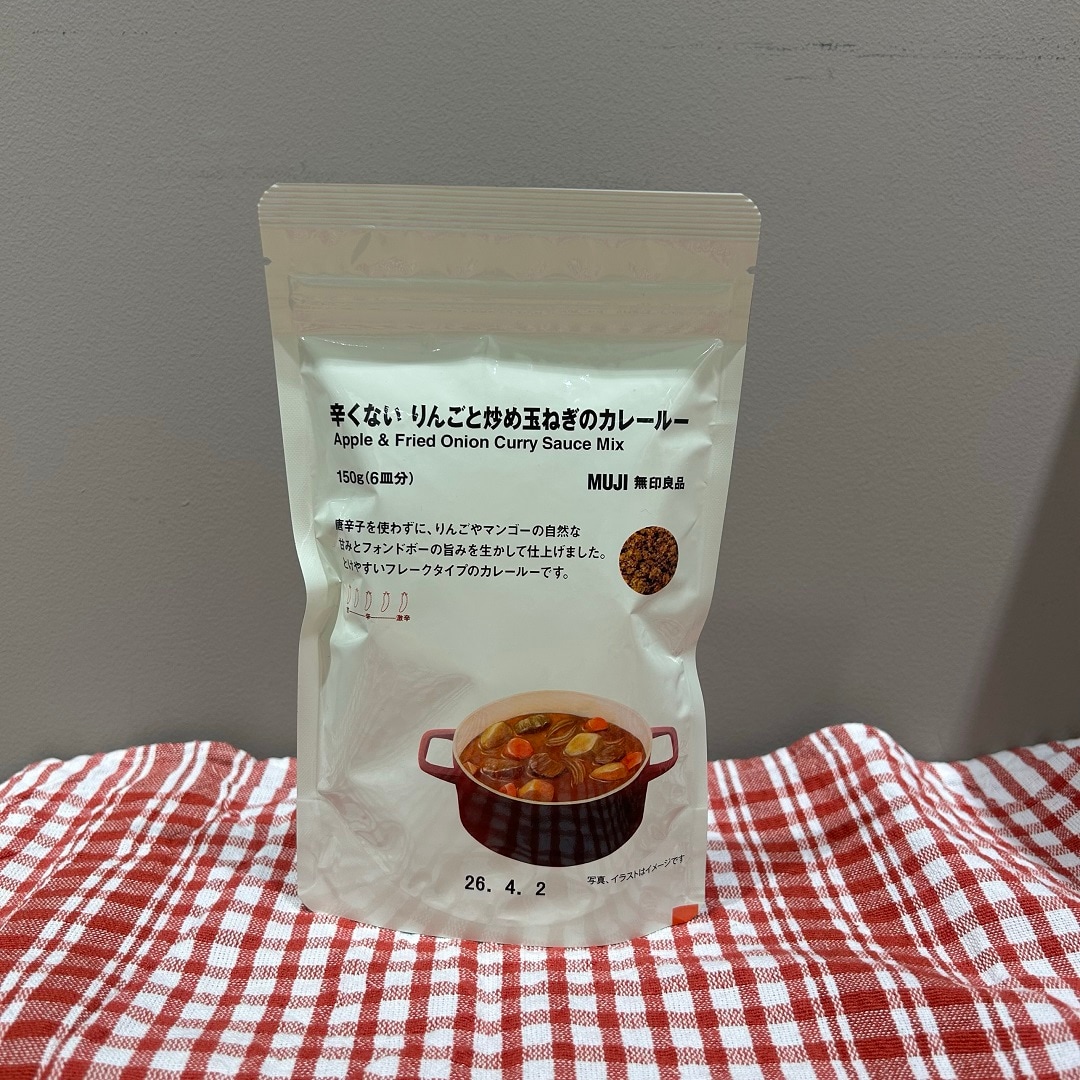 辛くない りんごと炒め玉ねぎのカレールー
Apple & Fried Onion Curry Sauce Mix
150g(6皿分)
MUJI 無印良品
唐辛子を使わずに、りんごやマンゴーの自然な
甘みとフォンドボーの旨みを生かして仕上げました。
とけやすいフレークタイプのカレールーです。
辛
激辛
26. 4. 2
写真、イラストはイメージです